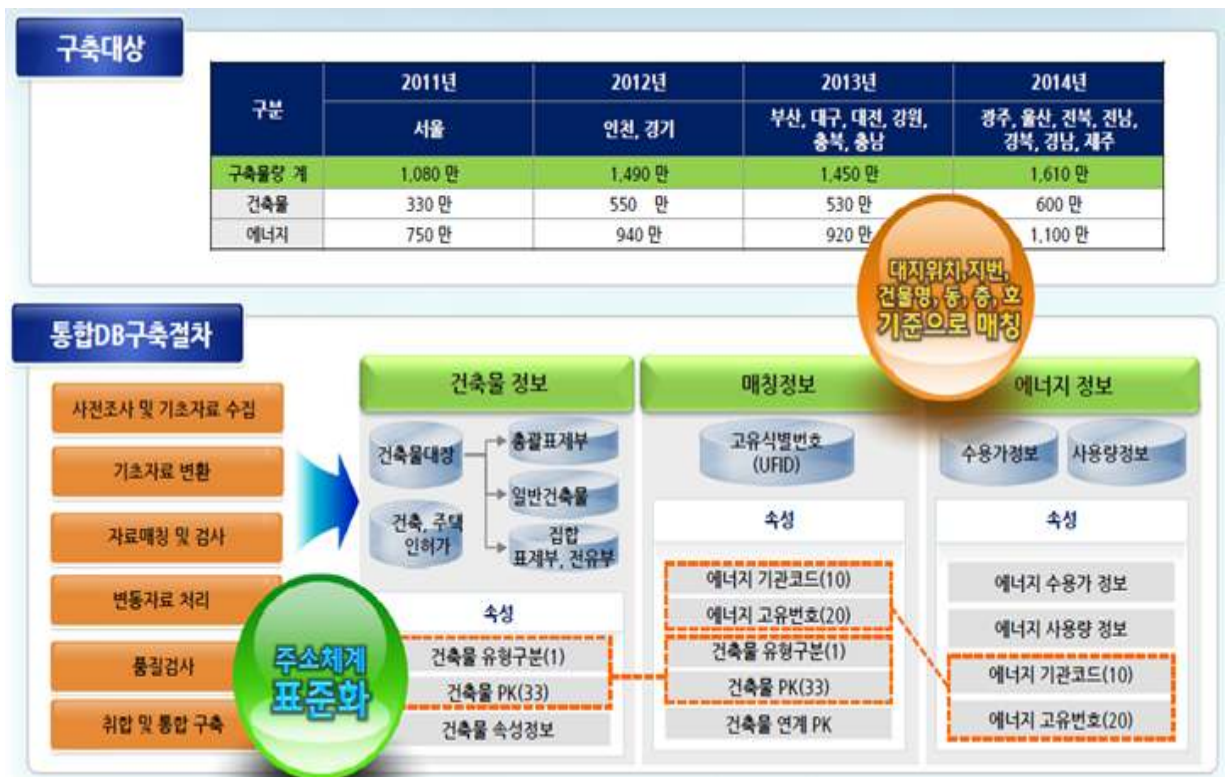 구축대상
구분 2011년 2012년 2013년 2014년
서울 인천, 경기 부산, 대구, 대전, 강원, 광주, 울산, 전북, 전남,
충북, 충남 경북, 경남, 제주
구축물량 계 1,080 만 1,490 만 1,450 만 1,610 만
건축물 330 만 550 만 530 만 600 만
에너지 750 만 940 만 920 만 1,100 만
대지위치,지번,
건물명, 동, 층, 호
기준으로 매칭
통합DB구축절차
사전조사 및 기초자료 수집
기초자료 변환
자료매칭 및 검사
변동자료 처리
품질검사
취합 및 통합 구축
주소체계
표준화
건축물 정보
건축물대장
총괄표제부
일반건축물
건축, 주택
인허가
집합
표제부, 전유부
속성
건축물 유형구분(1)
건축물 PK(33)
건축물 속성정보
매칭정보
고유식별번호
(UFID)
속성
에너지 기관코드(10)
에너지 고유번호(20)
건축물 유형구분(1)
건축물 PK(33)
건축물 연계 PK
에너지 정보
수용가정보 사용량정보
속성
에너지 수용가 정보
에너지 사용량 정보
에너지 기관코드(10)
에너지 고유번호(20)